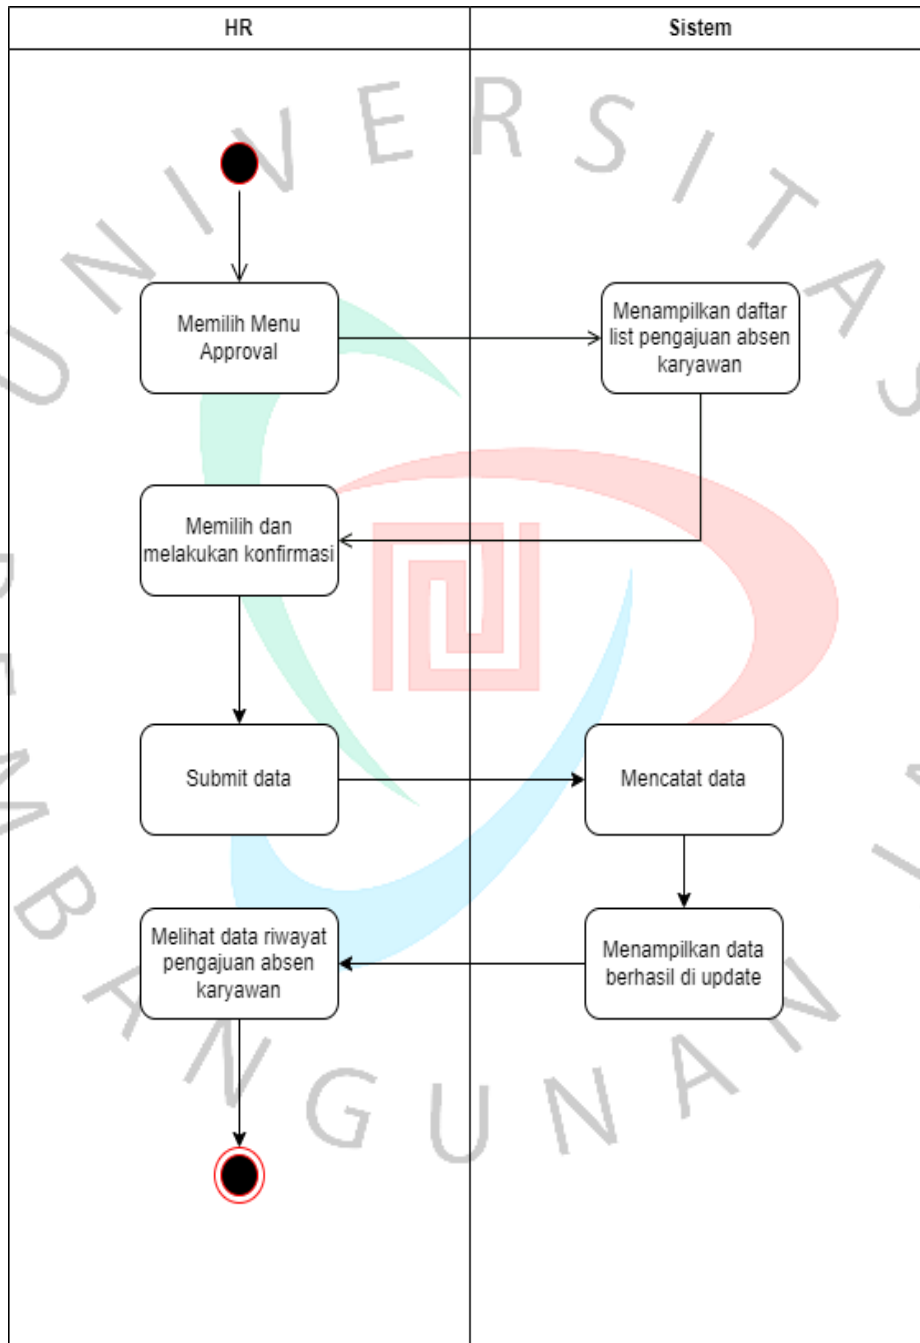 HR
Sistem
Memilih Menu
Approval
Menampilkan daftar
list pengajuan absen
karyawan
Memilih dan
melakukan konfirmasi
Submit data
Mencatat data
Melihat data riwayat
pengajuan absen
karyawan
Menampilkan data
berhasil di update
UNIVERSITAS
PEMBANGUNAN